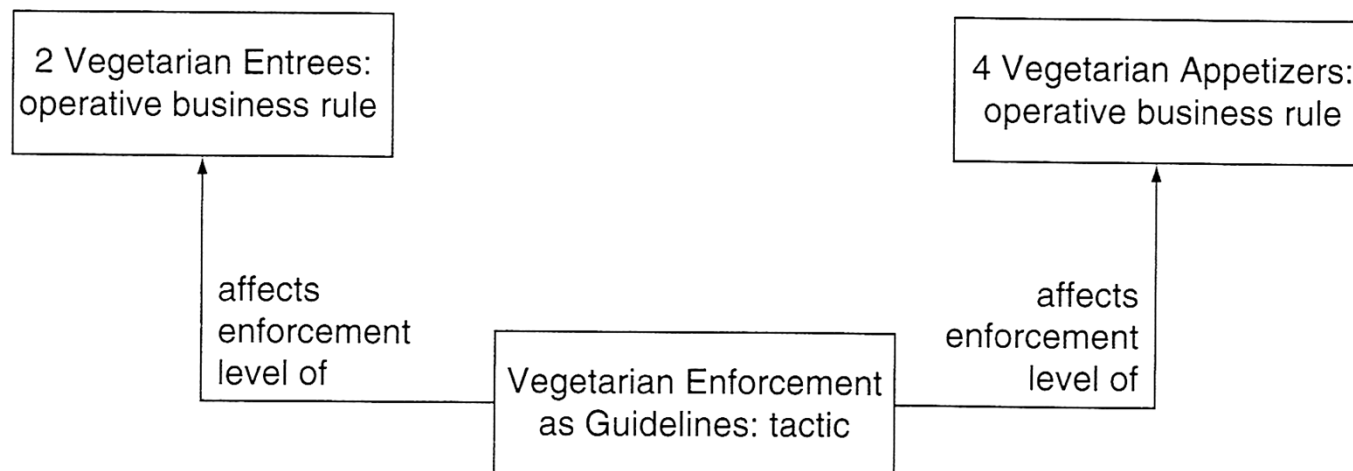 2 Vegetarian Entrees:
operative business rule
4 Vegetarian Appetizers:
operative business rule
affects
enforcement
level of
affects
enforcement
level of
Vegetarian Enforcement
as Guidelines: tactic